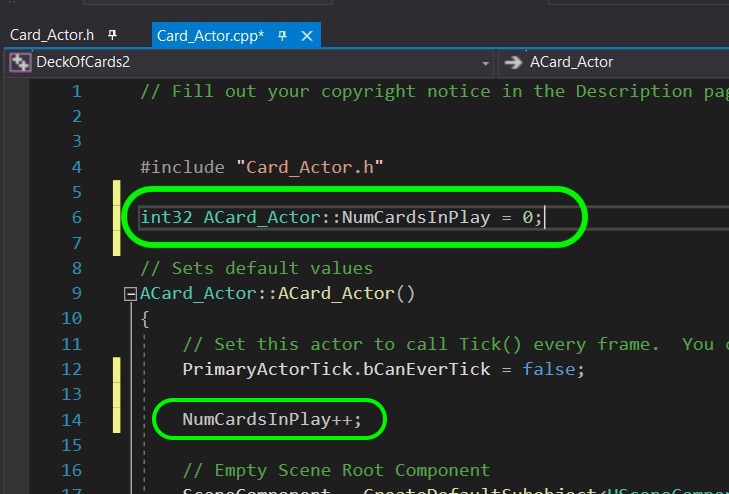 Card_Actor.h
Card_Actor.cpp*
DeckOfCards2
ACard_Actor
1 // Fill out your copyright notice in the Description
2
3
4 #include "Card_Actor.h"
5
6 int32 ACard_Actor::NumCardsInPlay = 0;
7
8 // Sets default values
9 ACard_Actor::ACard_Actor()
10 {
11 // Set this actor to call Tick() every frame. You
12 PrimaryActorTick.bCanEverTick = false;
13
14 NumCardsInPlay++;
15
16 // Empty Scene Root Component
17